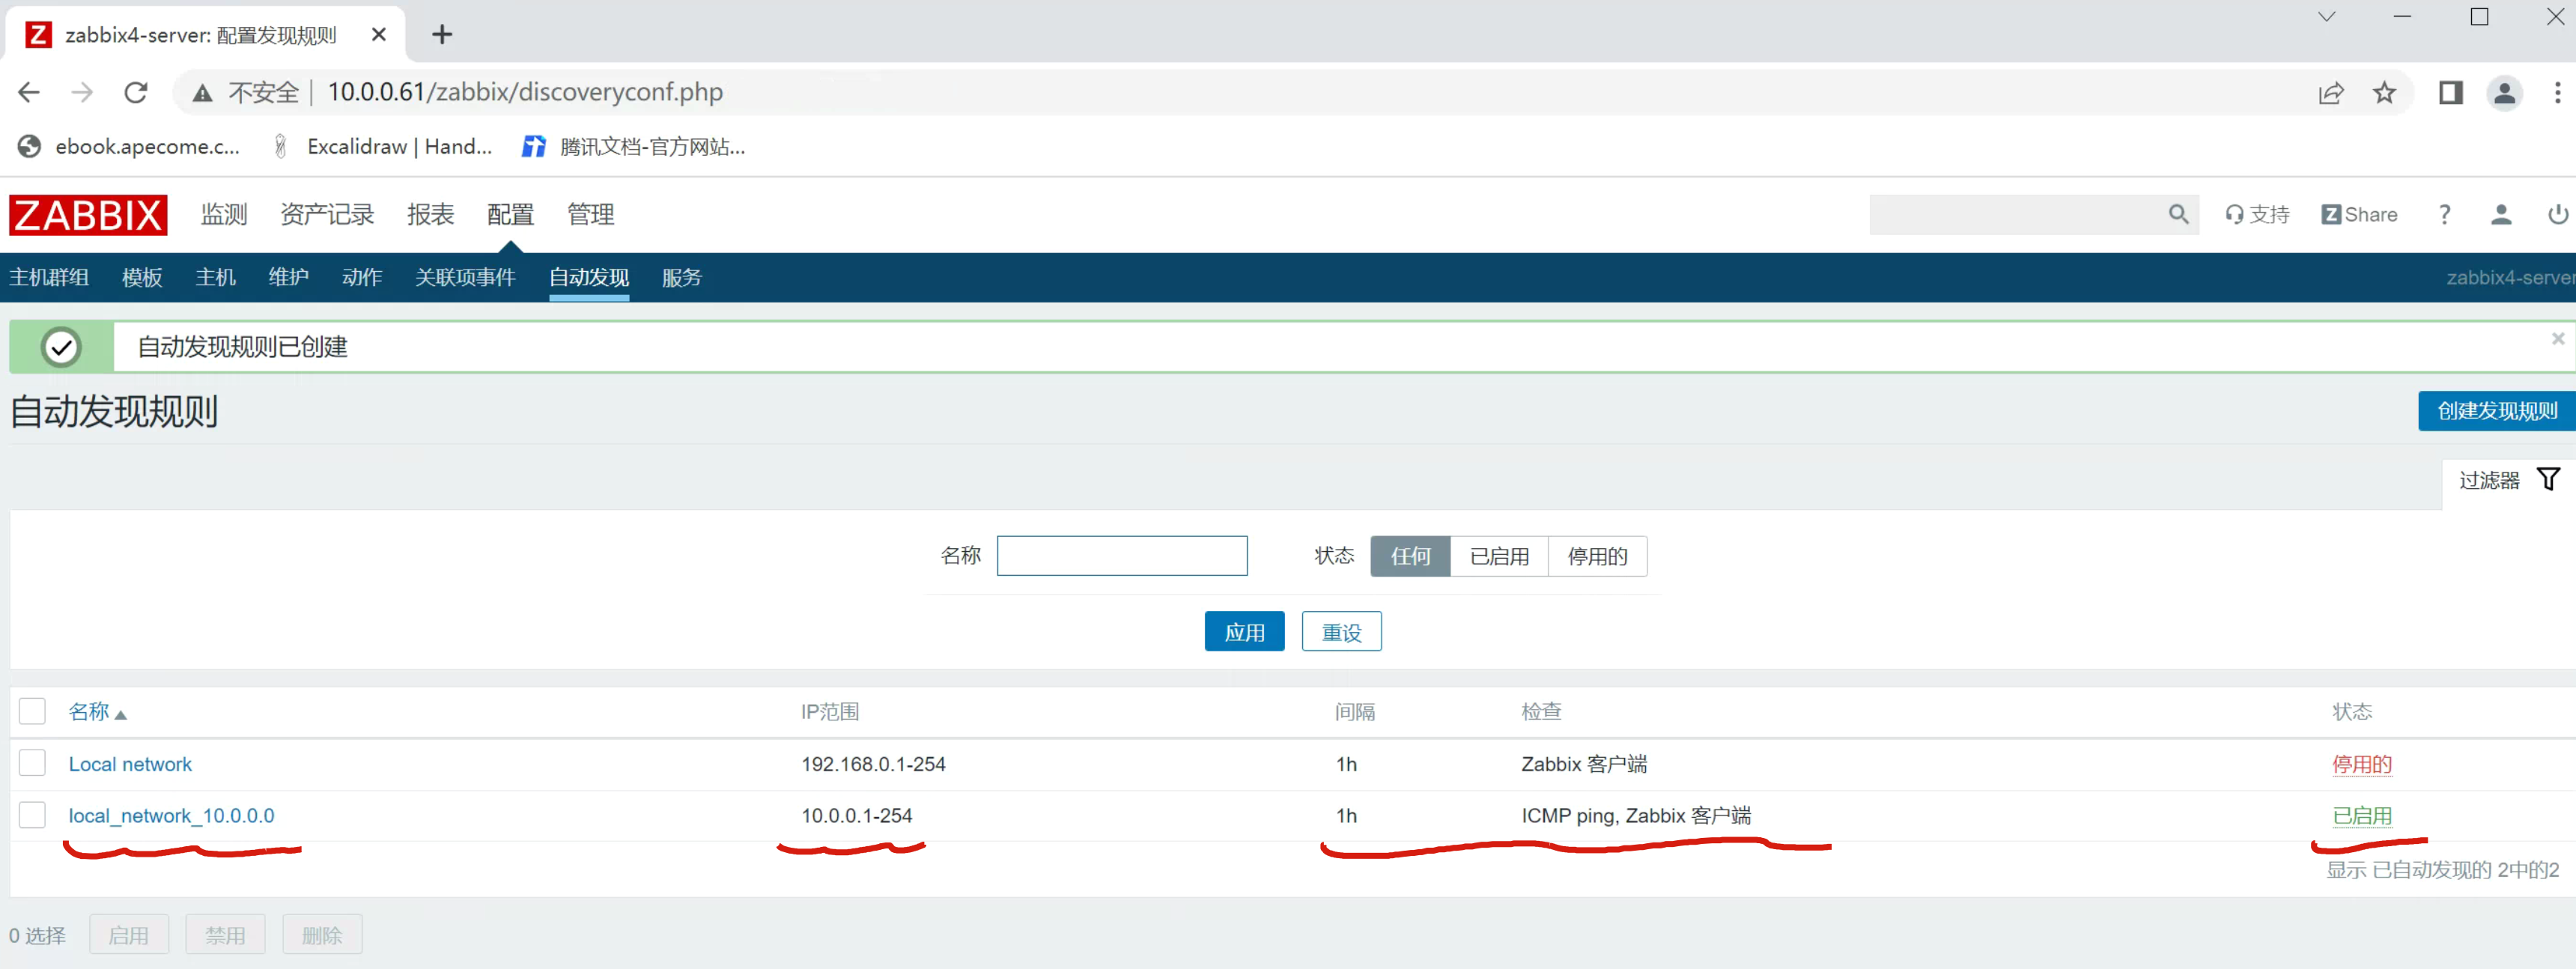 Z zabbix4-server: 配置发现规则
不安全 | 10.0.0.61/zabbix/discoveryconf.php
ebook.apecome.c... Excalidraw | Hand... 腾讯文档-官方网站...
ZABBIX 监测 资产记录 报表 配置 管理 支持 Z Share ?
主机群组 模板 主机 维护 动作 关联项事件 自动发现 服务 zabbix4-server
自动发现规则已创建
自动发现规则 创建发现规则
过滤器
名称 状态 任何 已启用 停用的
应用 重设
名称 IP范围 间隔 检查 状态
Local network 192.168.0.1-254 1h Zabbix 客户端 停用的
local_network_10.0.0.0 10.0.0.1-254 1h ICMP ping, Zabbix 客户端 已启用
显示 已自动发现的 2中的2
0 选择 启用 禁用 删除